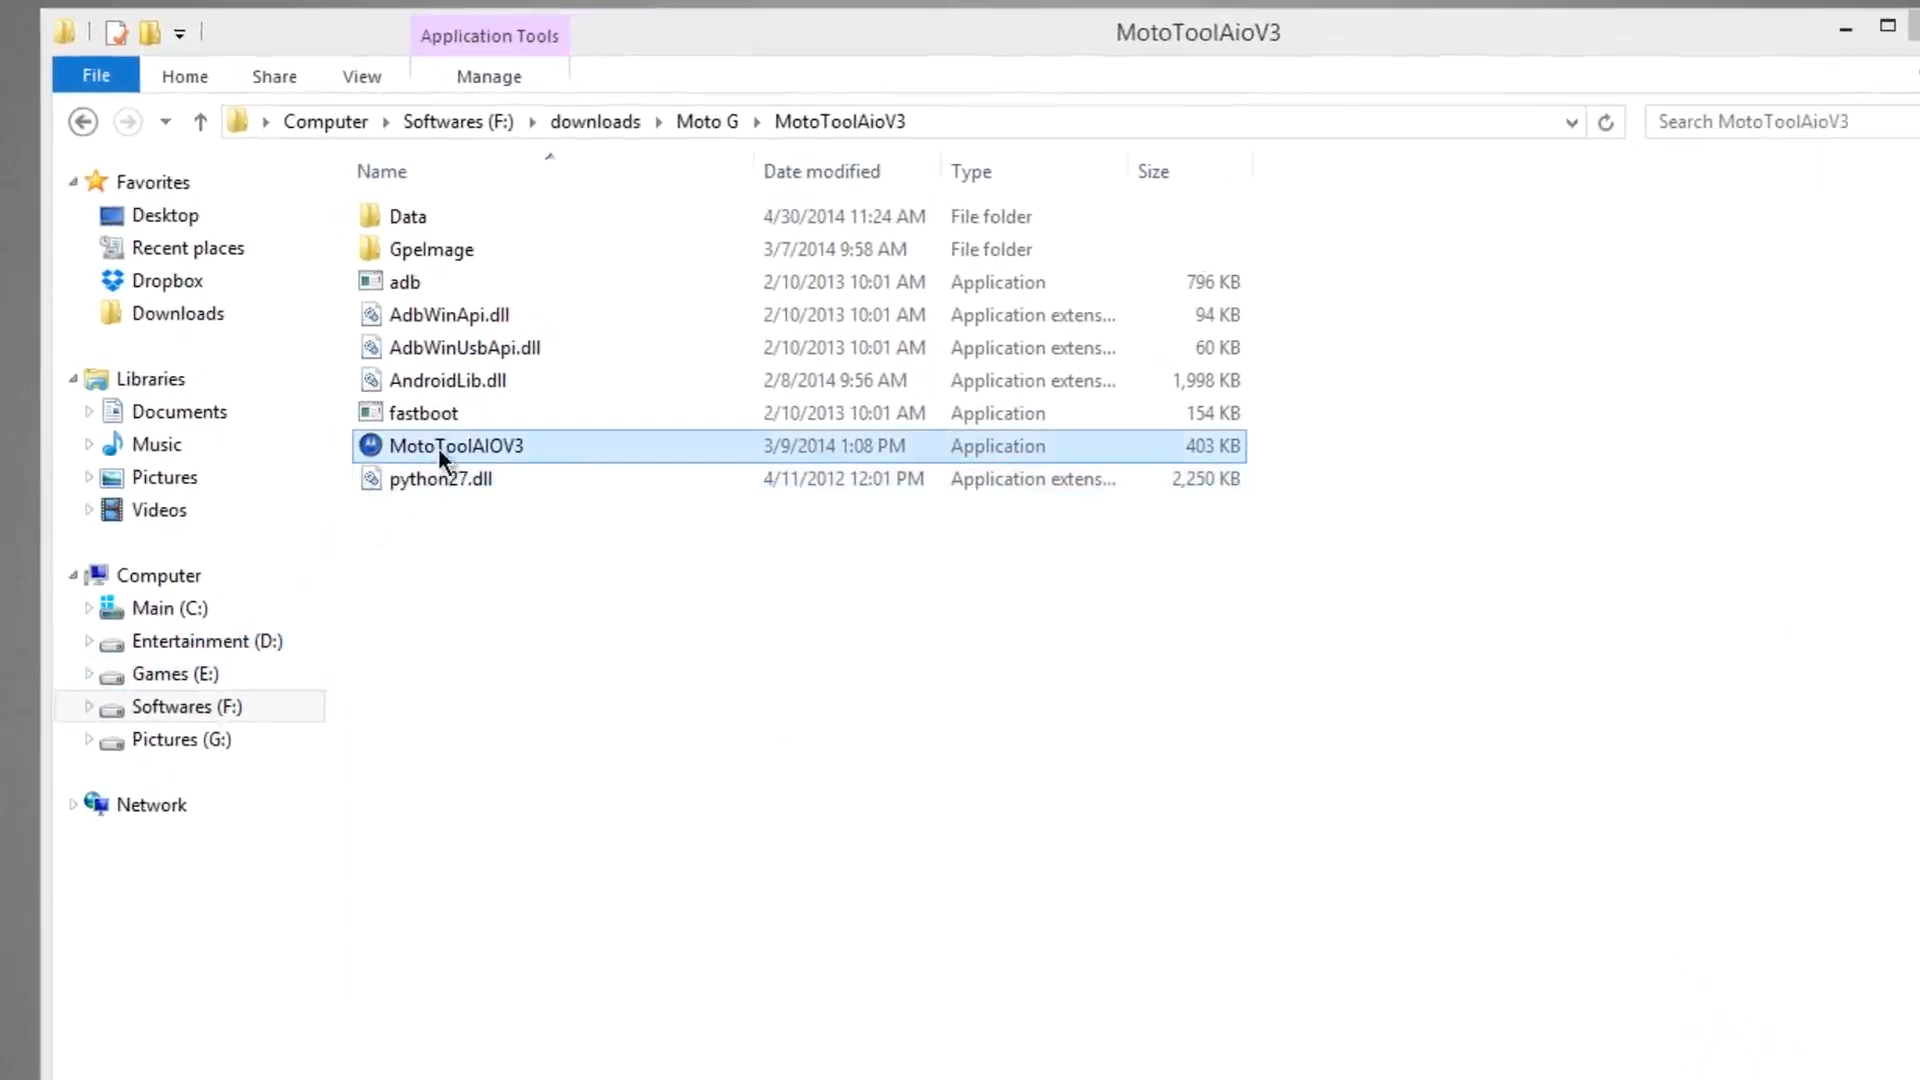 Application Tools
MotoToolAioV3
File Home Share View Manage
Computer Softwares (F:) downloads Moto G MotoToolAioV3
Search MotoToolAioV3
Name Date modified Type Size
Favorites
Desktop
Recent places
Dropbox
Downloads
Libraries
Documents
Music
Pictures
Videos
Computer
Main (C:)
Entertainment (D:)
Games (E:)
Softwares (F:)
Pictures (G:)
Network
Data 4/30/2014 11:24 AM File folder
GpeImage 3/7/2014 9:58 AM File folder
adb 2/10/2013 10:01 AM Application 796 KB
AdbWinApi.dll 2/10/2013 10:01 AM Application extens... 94 KB
AdbWinUsbApi.dll 2/10/2013 10:01 AM Application extens... 60 KB
AndroidLib.dll 2/8/2014 9:56 AM Application extens... 1,998 KB
fastboot 2/10/2013 10:01 AM Application 154 KB
MotoToolAIOV3 3/9/2014 1:08 PM Application 403 KB
python27.dll 4/11/2012 12:01 PM Application extens... 2,250 KB